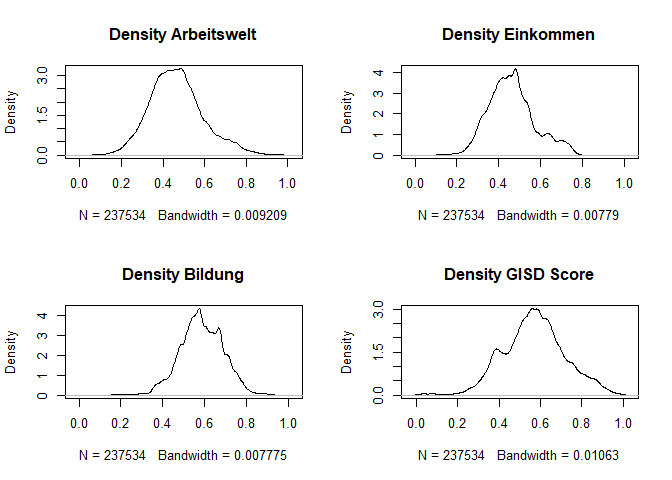 Density Arbeitswelt
Density
0.0 1.5 3.0
0.0 0.2 0.4 0.6 0.8 1.0
N = 237534 Bandwidth = 0.009209
Density Einkommen
Density
0 1 2 3 4
0.0 0.2 0.4 0.6 0.8 1.0
N = 237534 Bandwidth = 0.00779
Density Bildung
Density
0 1 2 3 4
0.0 0.2 0.4 0.6 0.8 1.0
N = 237534 Bandwidth = 0.007775
Density GISD Score
Density
0.0 1.5 3.0
0.0 0.2 0.4 0.6 0.8 1.0
N = 237534 Bandwidth = 0.01063